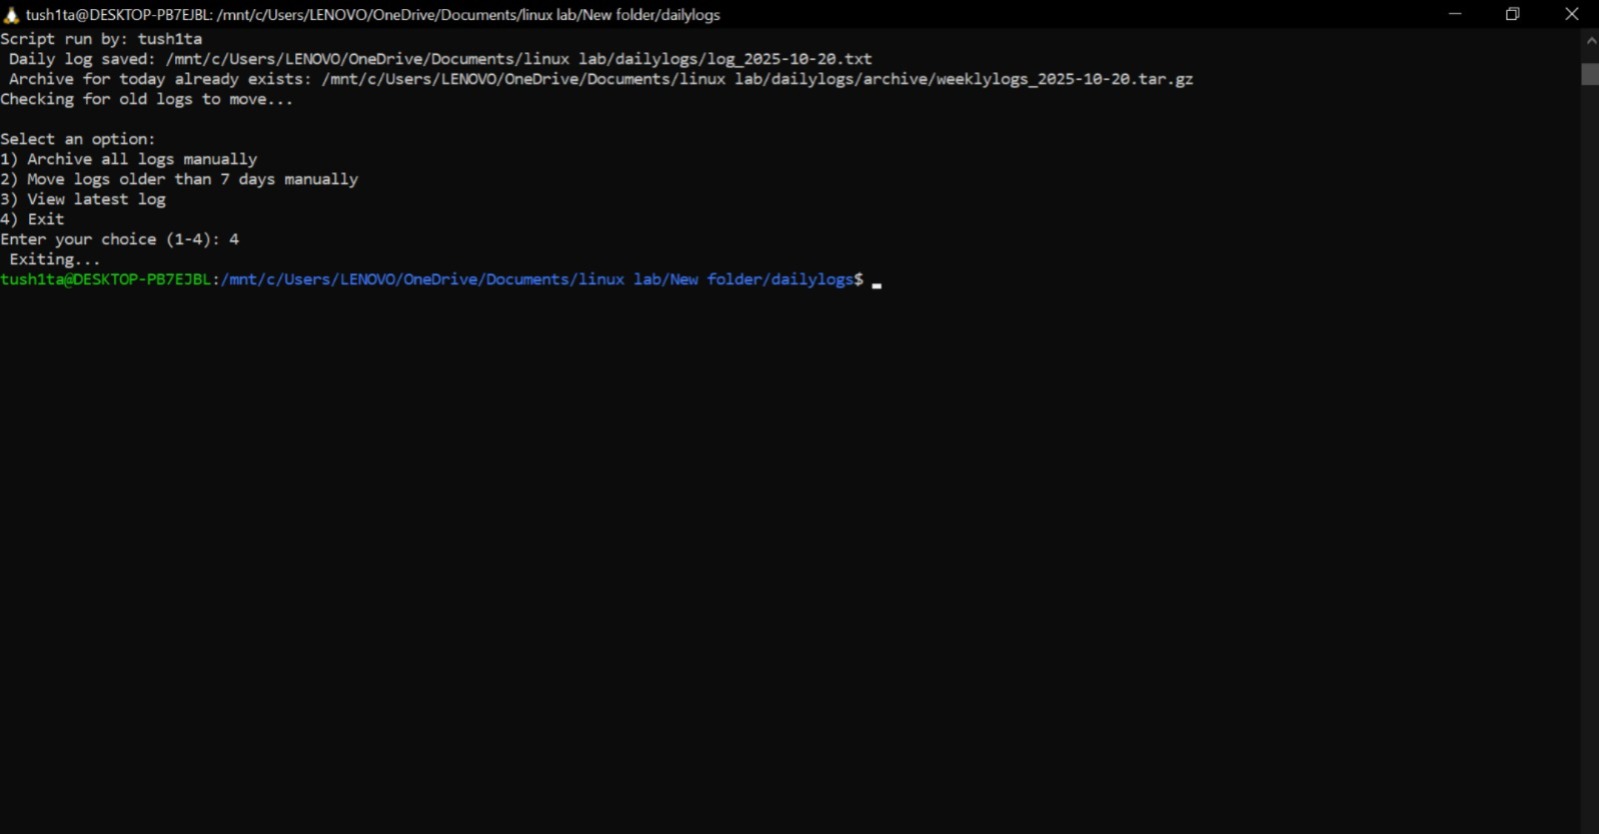 tush1ta@DESKTOP-PB7EJBL: /mnt/c/Users/LENOVO/OneDrive/Documents/linux lab/New folder/dailylogs
Script run by: tush1ta
 Daily log saved: /mnt/c/Users/LENOVO/OneDrive/Documents/linux lab/dailylogs/log_2025-10-20.txt
 Archive for today already exists: /mnt/c/Users/LENOVO/OneDrive/Documents/linux lab/dailylogs/archive/weeklylogs_2025-10-20.tar.gz
Checking for old logs to move...
Select an option:
1) Archive all logs manually
2) Move logs older than 7 days manually
3) View latest log
4) Exit
Enter your choice (1-4): 4
 Exiting...
tush1ta@DESKTOP-PB7EJBL:/mnt/c/Users/LENOVO/OneDrive/Documents/linux lab/New folder/dailylogs$